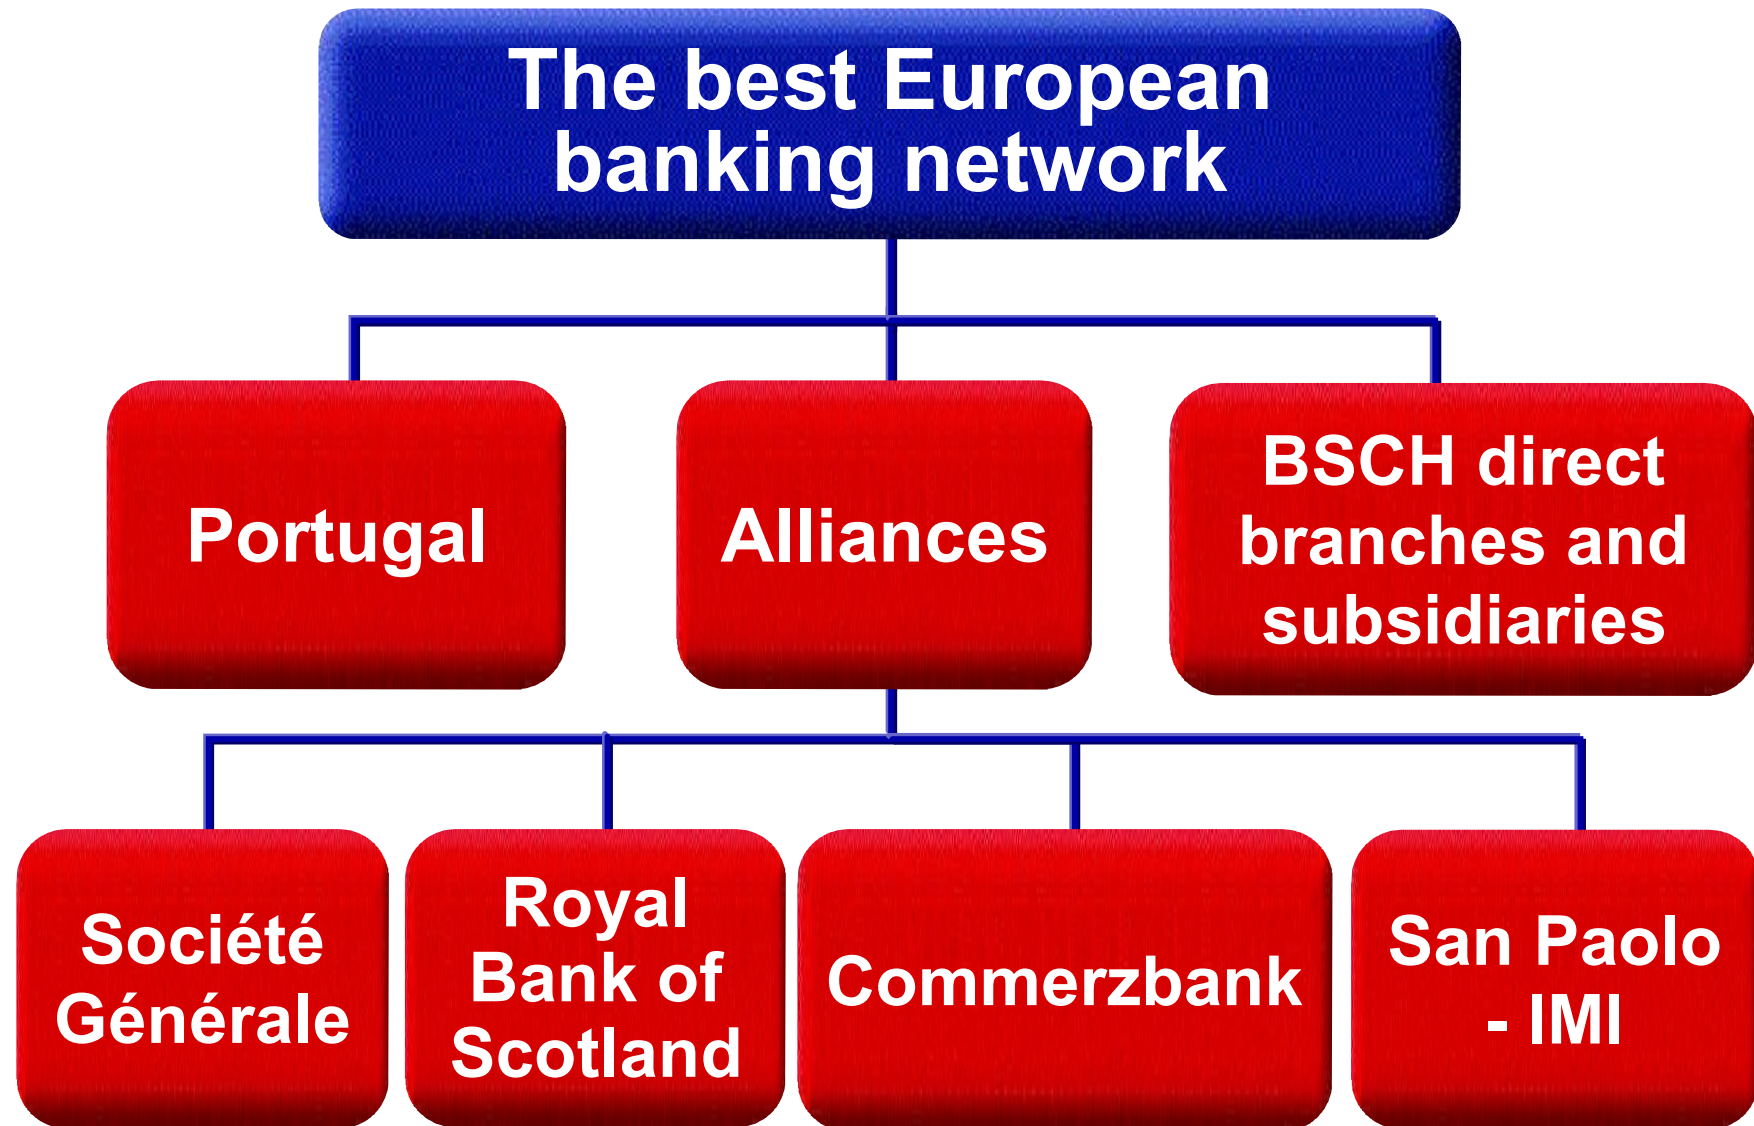 The best European
banking network
Portugal
Alliances
BSCH direct
branches and
subsidiaries
Société
Générale
Royal
Bank of
Scotland
Commerzbank
San Paolo
- IMI